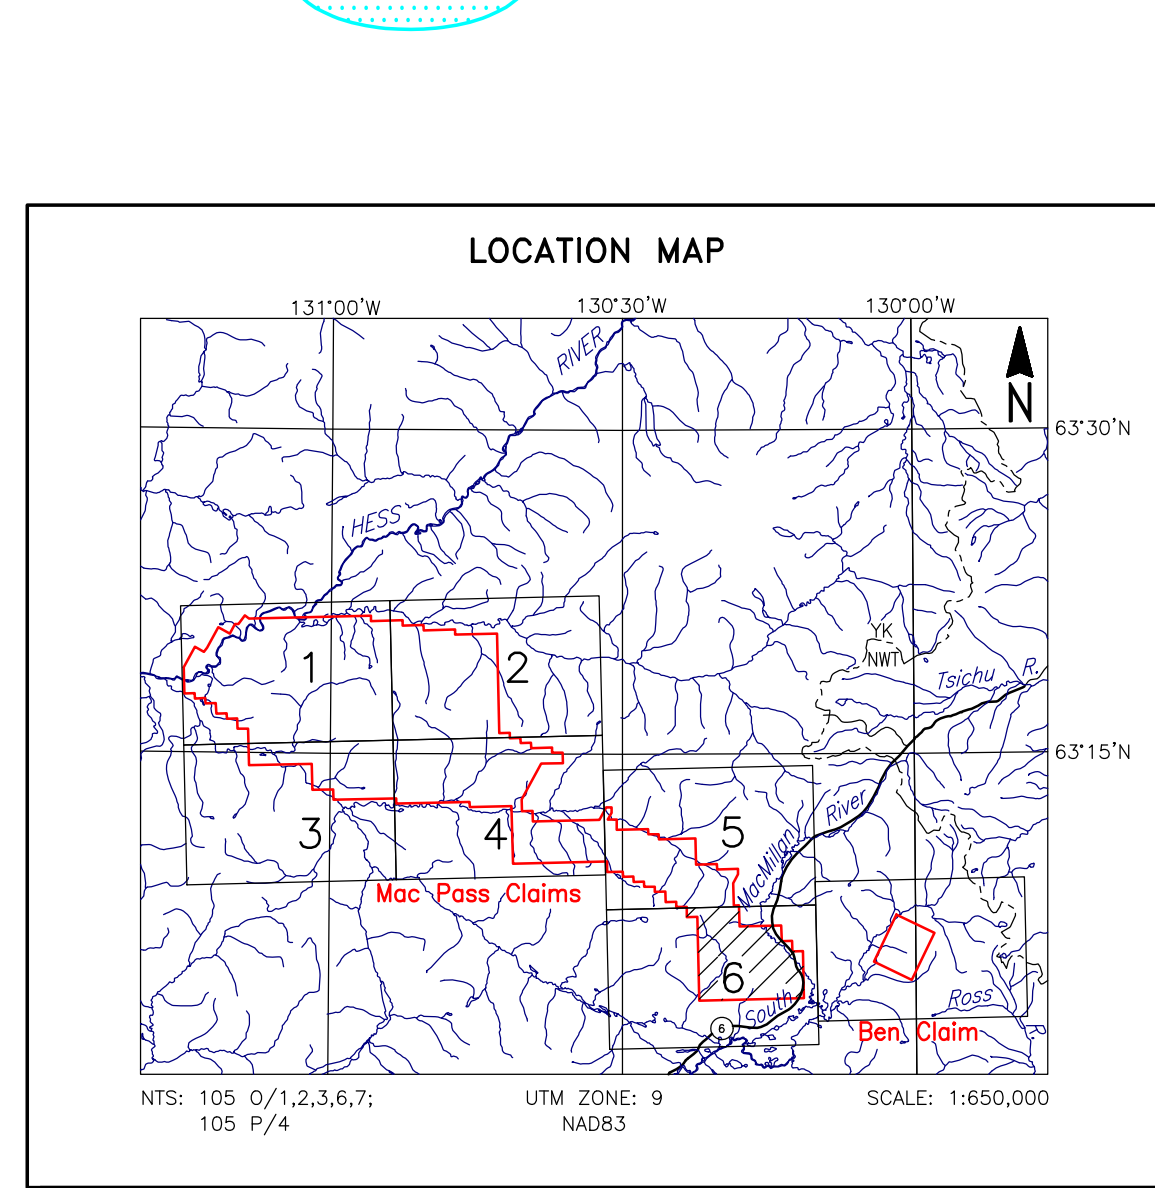 LOCATION MAP
131°00'W 130°30'W 130°00'W
RIVER
N
63°30'N
HESS
YK
NWT
1 2
Tsichu R.
63°15'N
River
3 4 5
MacMillan
Mac Pass Claims
6
South
Ross
R.
6
Ben Claim
NTS: 105 O/1,2,3,6,7; UTM ZONE: 9 SCALE: 1:650,000
105 P/4 NAD83